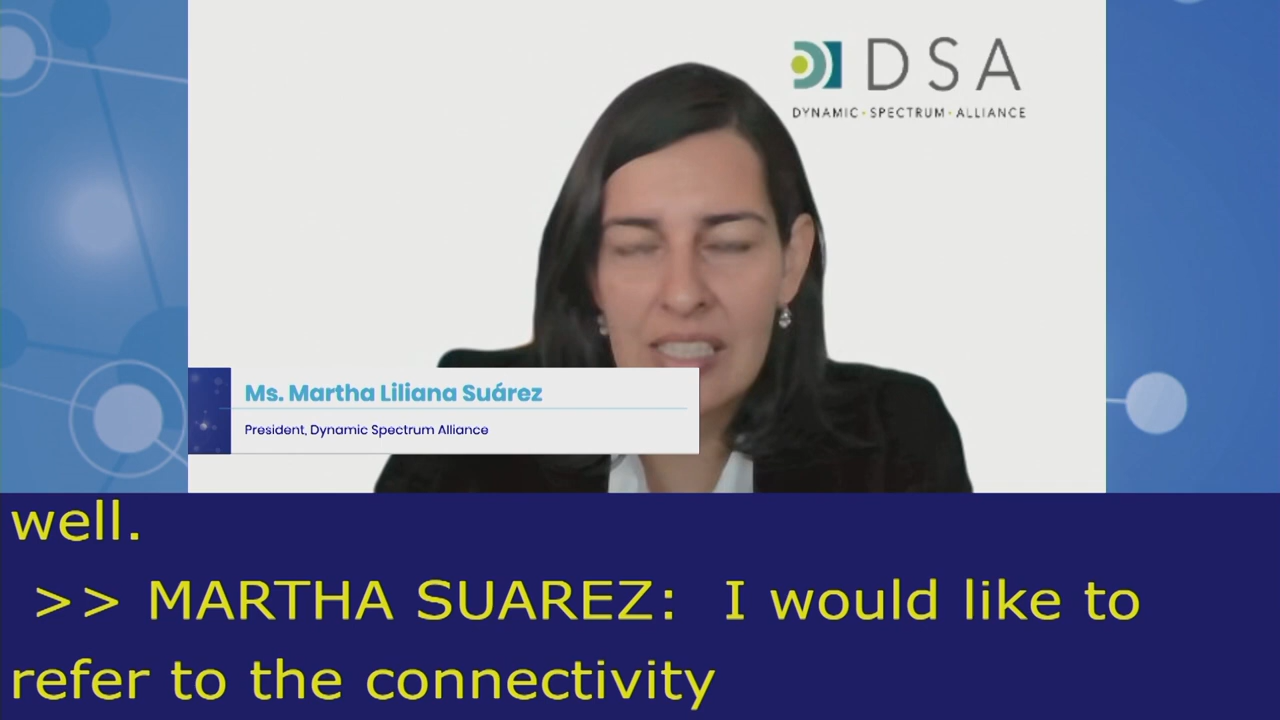 DSA
DYNAMIC·SPECTRUM·ALLIANCE
Ms. Martha Liliana Suárez
President, Dynamic Spectrum Alliance
well.
>> MARTHA SUAREZ:  I would like to
refer to the connectivity